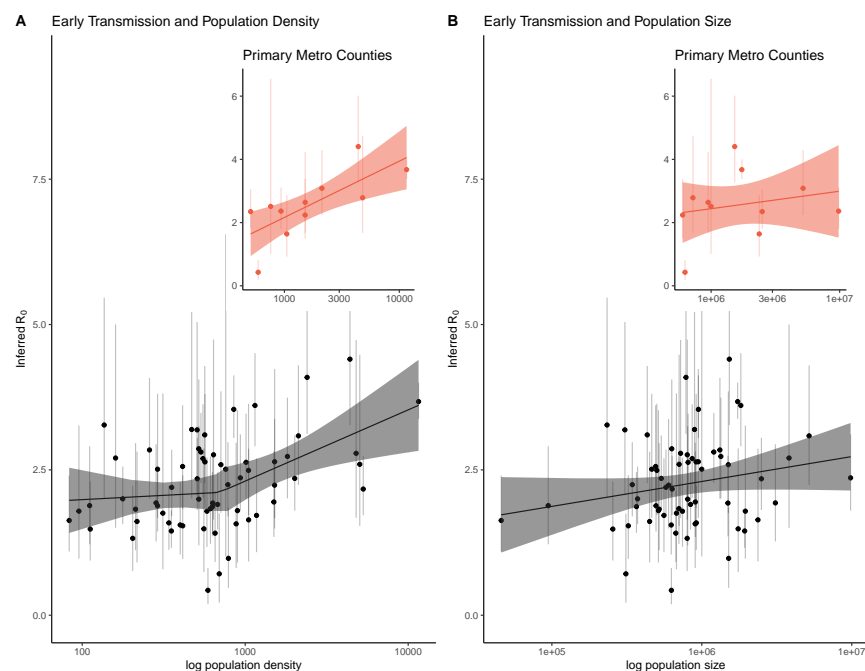 A Early Transmission and Population Density
Primary Metro Counties
6
4
2
0
1000 3000 10000
7.5
5.0
2.5
0.0
Inferred R0
100 1000 10000
log population density
B Early Transmission and Population Size
Primary Metro Counties
6
4
2
0
1e+06 3e+06 1e+07
7.5
5.0
2.5
0.0
Inferred R0
1e+05 1e+06 1e+07
log population size